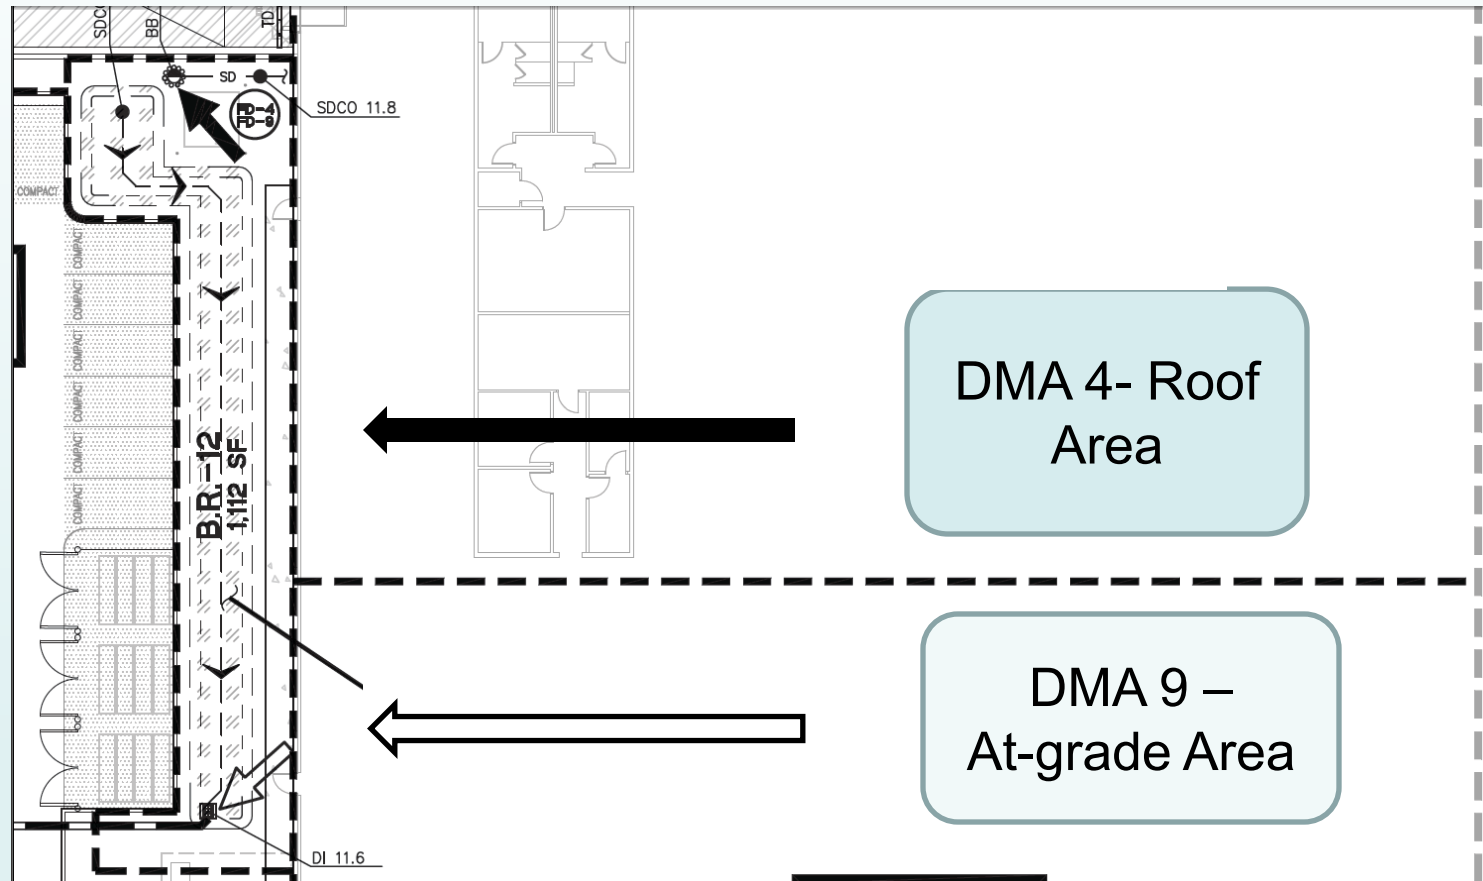 SDCO
BB
TD
SD
SDCO 11.8
FD-4
FD-9
COMPACT
COMPACT
COMPACT
COMPACT
COMPACT
COMPACT
COMPACT
B.R.-12
1,112 SF
DMA 4- Roof
Area
DMA 9 –
At-grade Area
DI 11.6